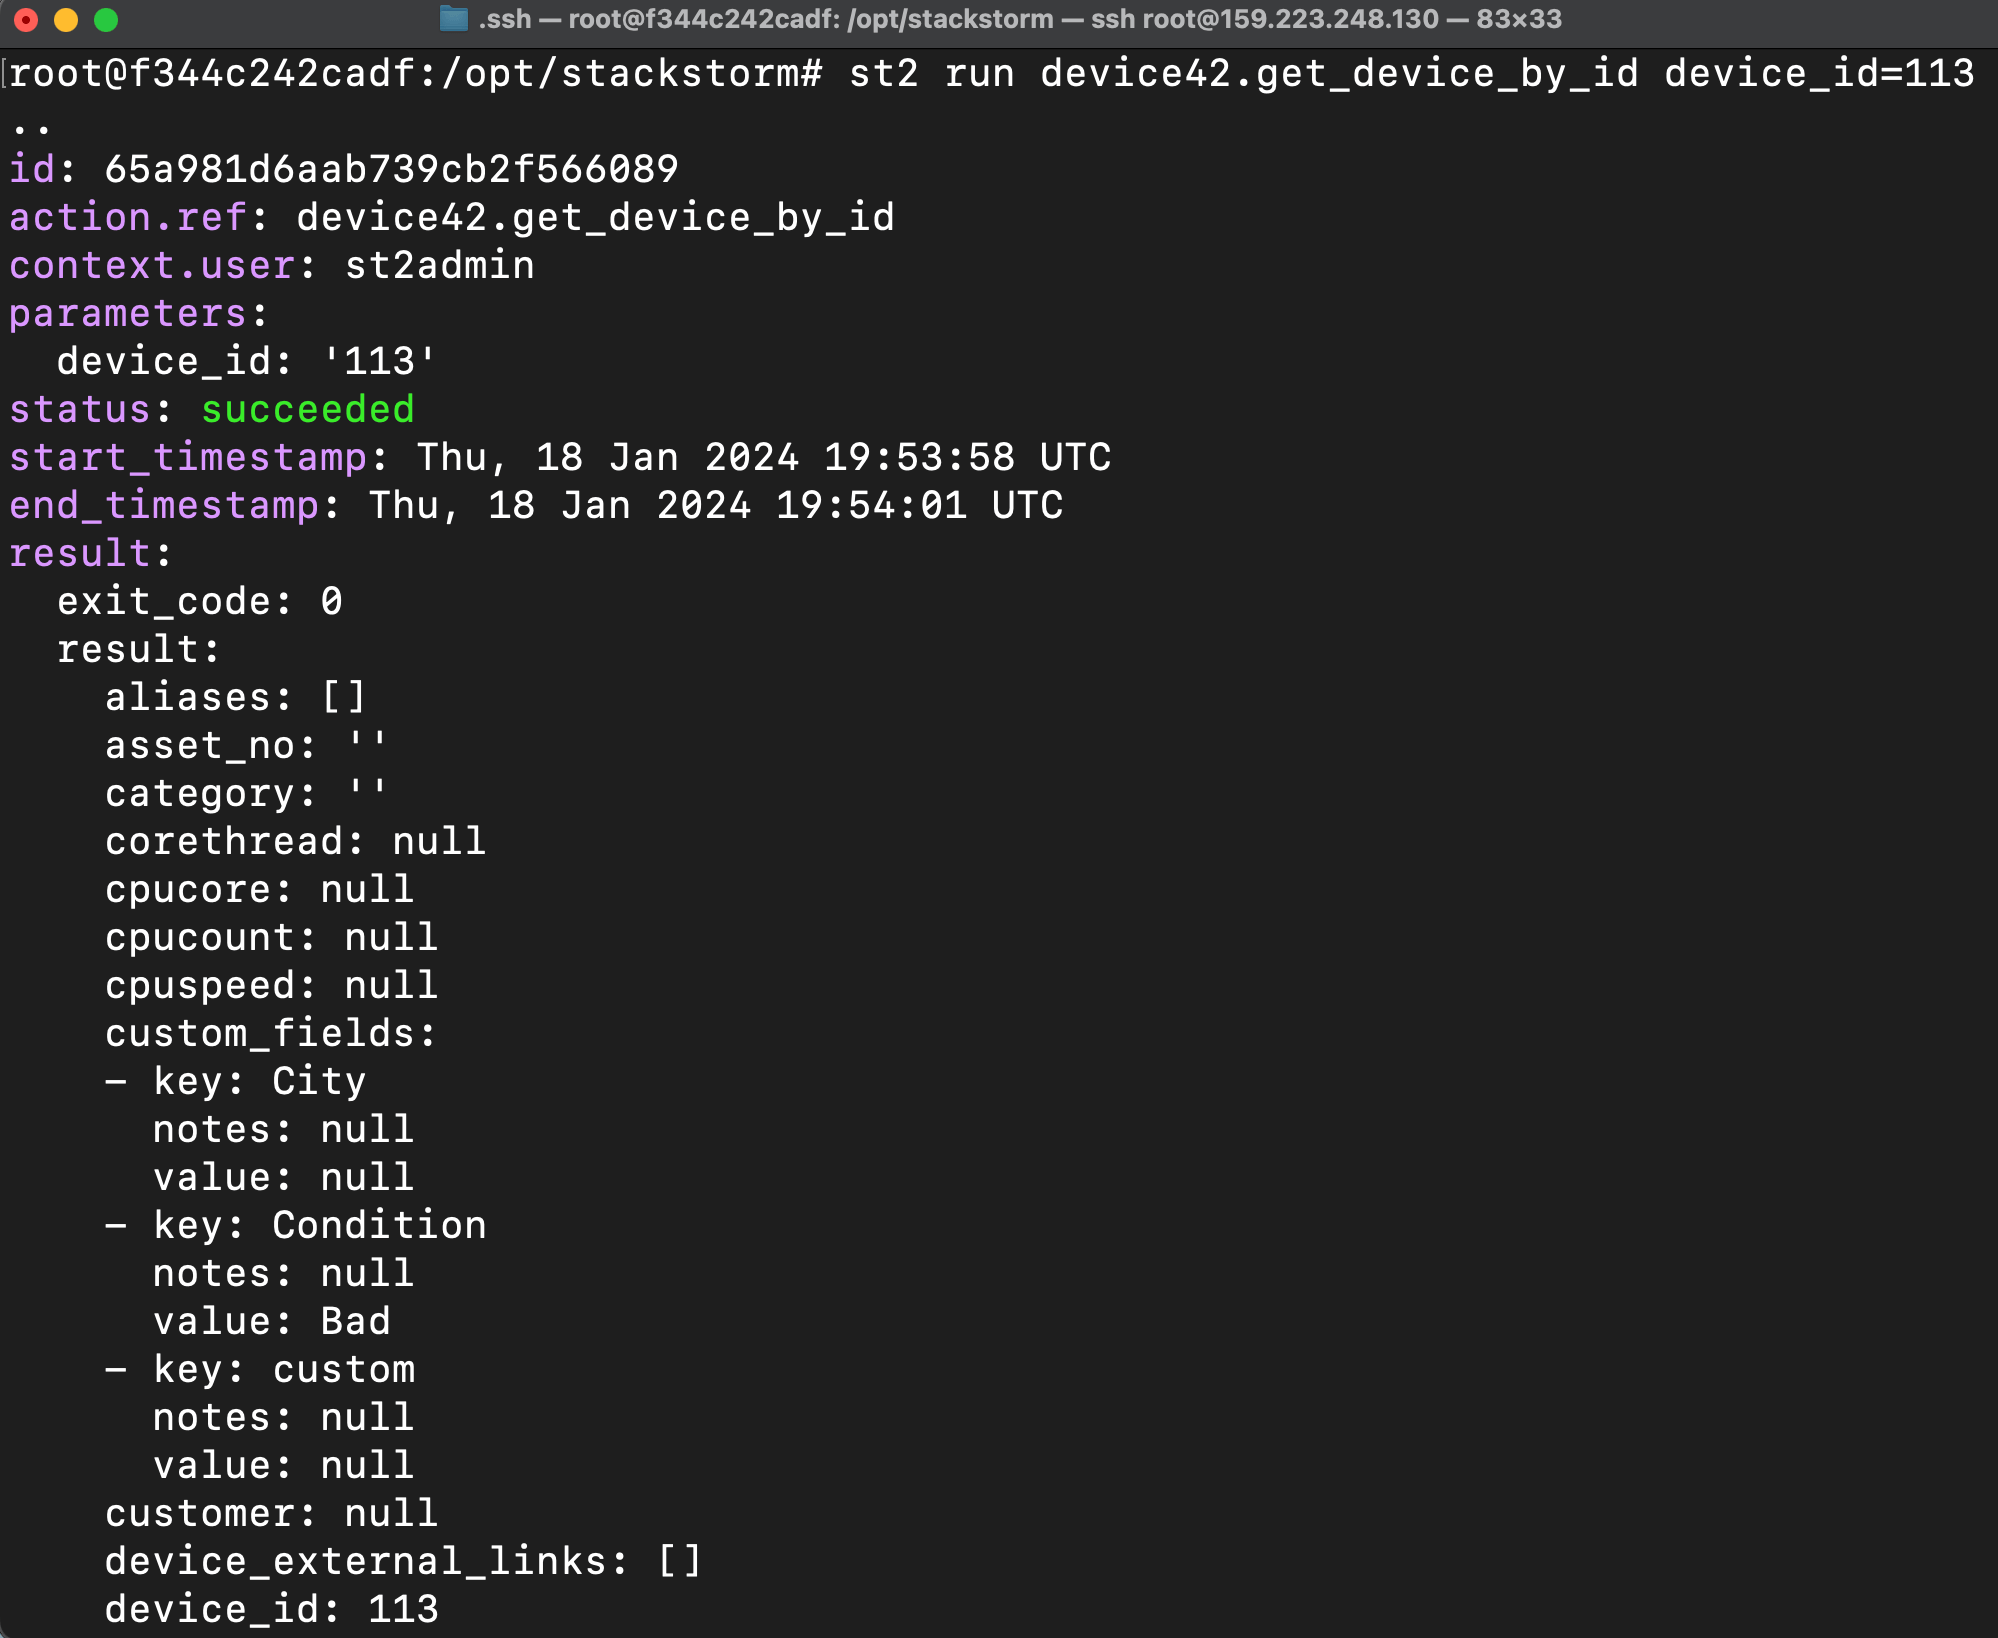 .ssh — root@f344c242cadf: /opt/stackstorm — ssh root@159.223.248.130 — 83×33
[root@f344c242cadf:/opt/stackstorm# st2 run device42.get_device_by_id device_id=113
..
id: 65a981d6aab739cb2f566089
action.ref: device42.get_device_by_id
context.user: st2admin
parameters:
  device_id: '113'
status: succeeded
start_timestamp: Thu, 18 Jan 2024 19:53:58 UTC
end_timestamp: Thu, 18 Jan 2024 19:54:01 UTC
result:
  exit_code: 0
  result:
    aliases: []
    asset_no: ''
    category: ''
    corethread: null
    cpucore: null
    cpucount: null
    cpuspeed: null
    custom_fields:
    - key: City
      notes: null
      value: null
    - key: Condition
      notes: null
      value: Bad
    - key: custom
      notes: null
      value: null
    customer: null
    device_external_links: []
    device_id: 113